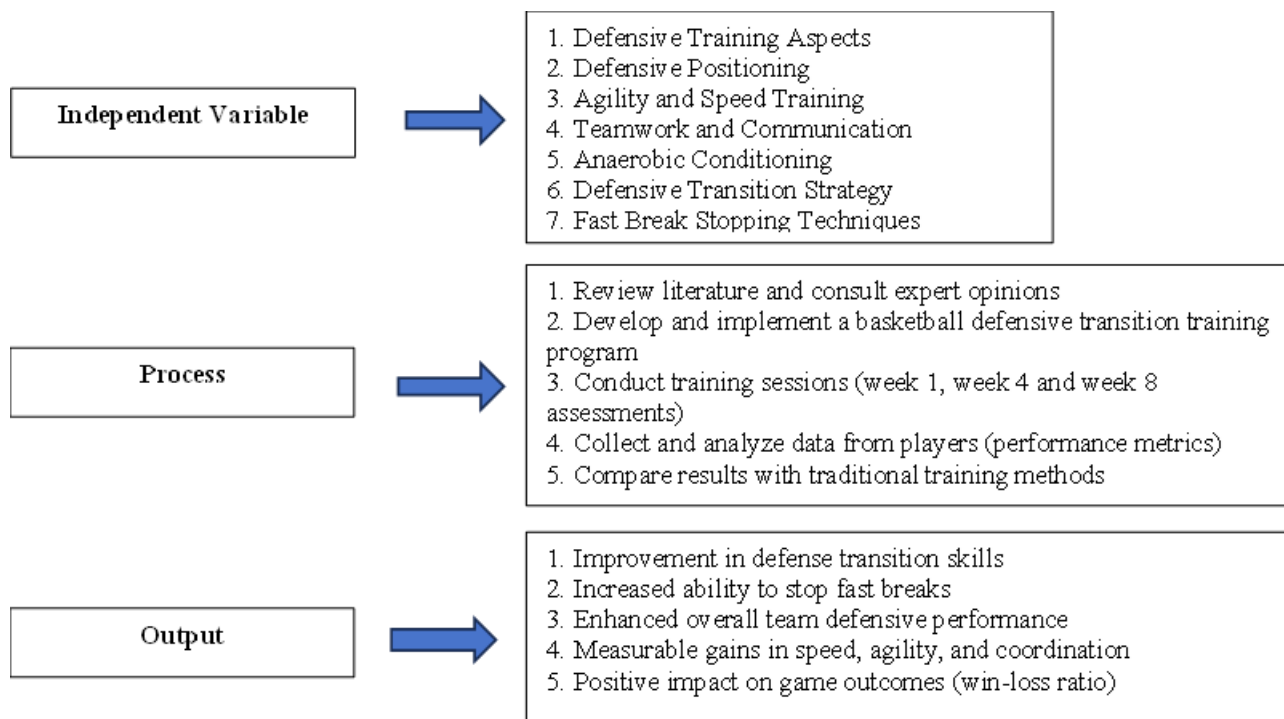 Independent Variable
1. Defensive Training Aspects
2. Defensive Positioning
3. Agility and Speed Training
4. Teamwork and Communication
5. Anaerobic Conditioning
6. Defensive Transition Strategy
7. Fast Break Stopping Techniques
Process
1. Review literature and consult expert opinions
2. Develop and implement a basketball defensive transition training
program
3. Conduct training sessions (week 1, week 4 and week 8
assessments)
4. Collect and analyze data from players (performance metrics)
5. Compare results with traditional training methods
Output
1. Improvement in defense transition skills
2. Increased ability to stop fast breaks
3. Enhanced overall team defensive performance
4. Measurable gains in speed, agility, and coordination
5. Positive impact on game outcomes (win-loss ratio)